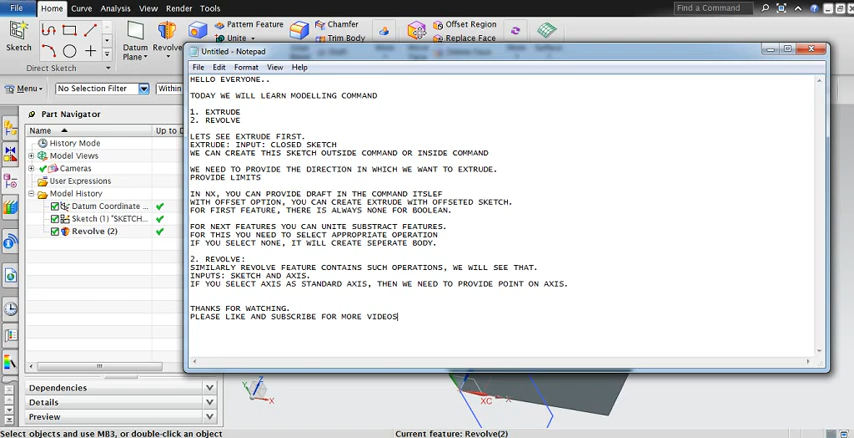 File
Home
Curve
Analysis
View
Render
Tools
Find a Command
Sketch
Direct Sketch
Datum
Plane
Revolve
Pattern Feature
Unite
Chamfer
Trim Body
Offset Region
Replace Face
Surface
Menu
No Selection Filter
Within
Part Navigator
Name
Up to D
History Mode
Model Views
Cameras
User Expressions
Model History
Datum Coordinate ...
Sketch (1) "SKETCH...
Revolve (2)
Dependencies
Details
Preview
Untitled - Notepad
File Edit Format View Help
HELLO EVERYONE..
TODAY WE WILL LEARN MODELLING COMMAND
1. EXTRUDE
2. REVOLVE
LETS SEE EXTRUDE FIRST.
EXTRUDE: INPUT: CLOSED SKETCH
WE CAN CREATE THIS SKETCH OUTSIDE COMMAND OR INSIDE COMMAND
WE NEED TO PROVIDE THE DIRECTION IN WHICH WE WANT TO EXTRUDE.
PROVIDE LIMITS
IN NX, YOU CAN PROVIDE DRAFT IN THE COMMAND ITSLEF
WITH OFFSET OPTION, YOU CAN CREATE EXTRUDE WITH OFFSETED SKETCH.
FOR FIRST FEATURE, THERE IS ALWAYS NONE FOR BOOLEAN.
FOR NEXT FEATURES YOU CAN UNITE SUBSTRACT FEATURES.
FOR THIS YOU NEED TO SELECT APPROPRIATE OPERATION
IF YOU SELECT NONE, IT WILL CREATE SEPERATE BODY.
2. REVOLVE:
SIMILARLY REVOLVE FEATURE CONTAINS SUCH OPERATIONS, WE WILL SEE THAT.
INPUTS: SKETCH AND AXIS.
IF YOU SELECT AXIS AS STANDARD AXIS, THEN WE NEED TO PROVIDE POINT ON AXIS.
THANKS FOR WATCHING.
PLEASE LIKE AND SUBSCRIBE FOR MORE VIDEOS
Y
Z
X
XC
X
Select objects and use MB3, or double-click an object
Current feature: Revolve(2)